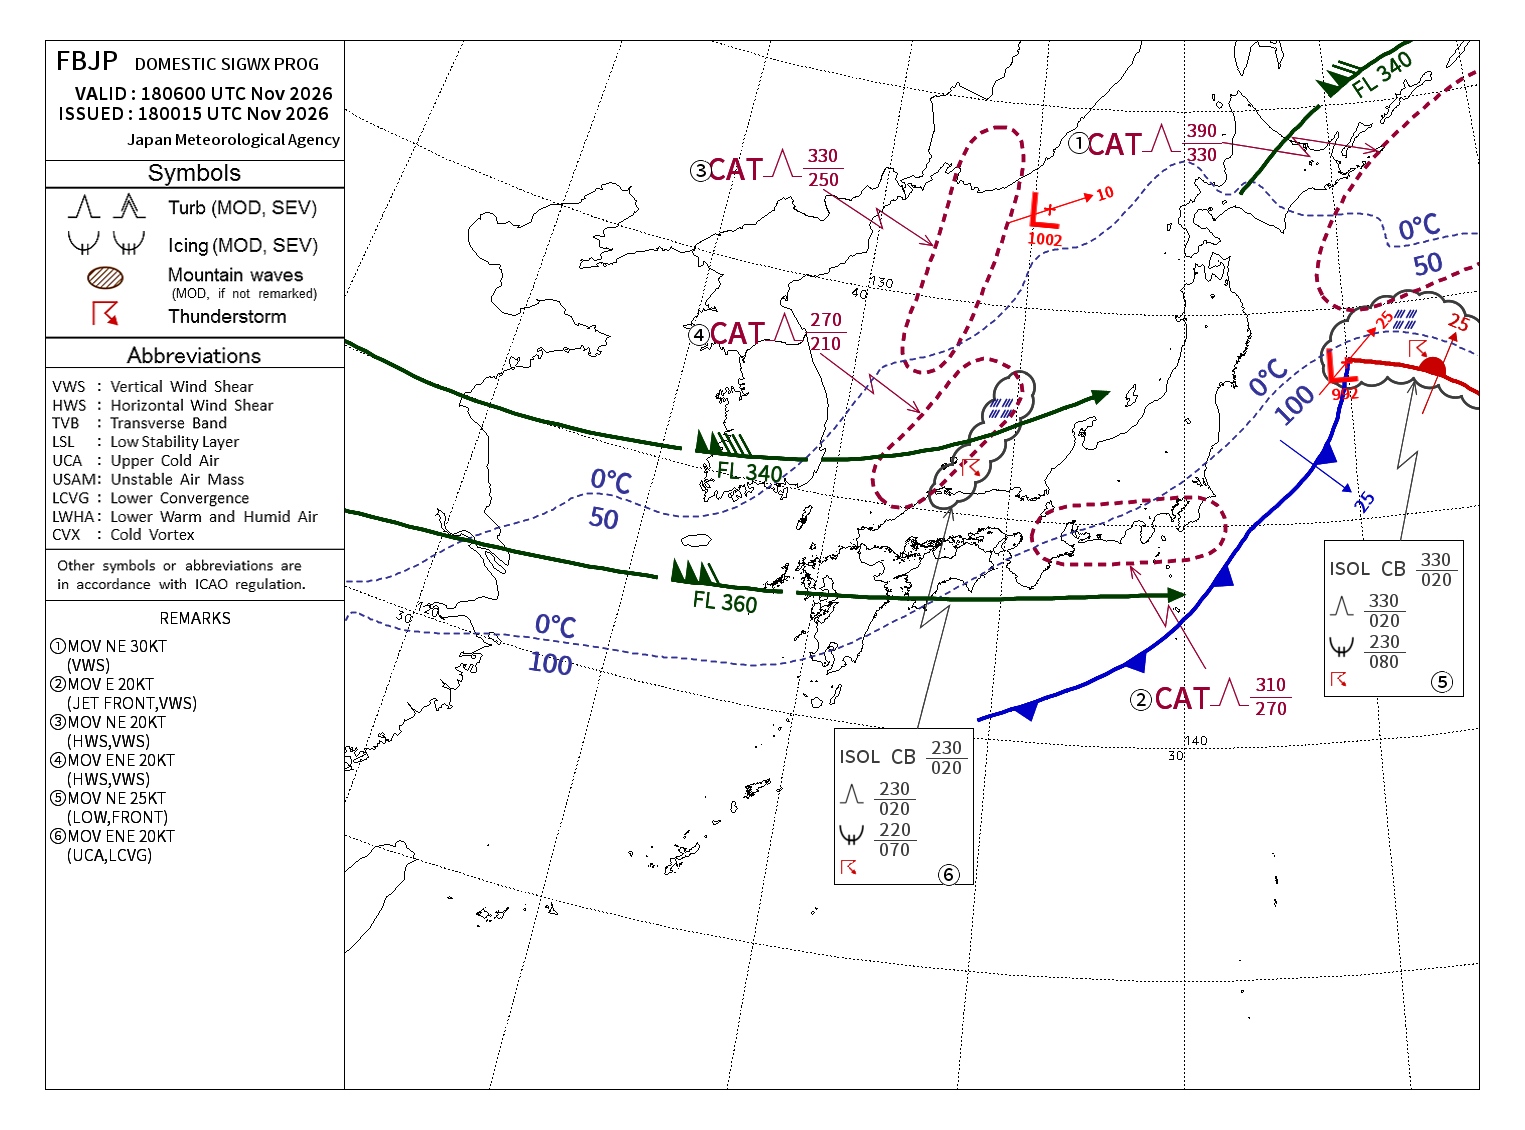 FBJP DOMESTIC SIGWX PROG
VALID : 180600 UTC Nov 2026
ISSUED : 180015 UTC Nov 2026
Japan Meteorological Agency
Symbols
Turb (MOD, SEV)
Icing (MOD, SEV)
Mountain waves
(MOD, if not remarked)
Thunderstorm
Abbreviations
VWS : Vertical Wind Shear
HWS : Horizontal Wind Shear
TVB : Transverse Band
LSL : Low Stability Layer
UCA : Upper Cold Air
USAM: Unstable Air Mass
LCVG : Lower Convergence
LWHA: Lower Warm and Humid Air
CVX : Cold Vortex
Other symbols or abbreviations are
in accordance with ICAO regulation.
REMARKS
①MOV NE 30KT
(VWS)
②MOV E 20KT
(JET FRONT,VWS)
③MOV NE 20KT
(HWS,VWS)
④MOV ENE 20KT
(HWS,VWS)
⑤MOV NE 25KT
(LOW,FRONT)
⑥MOV ENE 20KT
(UCA,LCVG)
FL 340
①CAT 390
330
③CAT 330
250
L 10
1002
0°C
50
40 130
④CAT 270
210
25
25
L
992
0°C
100
FL 340
0°C
50
25
FL 360
30 120
0°C
100
②CAT 310
270
140
30
ISOL CB 330
020
330
020
230
080
⑤
ISOL CB 230
020
230
020
220
070
⑥